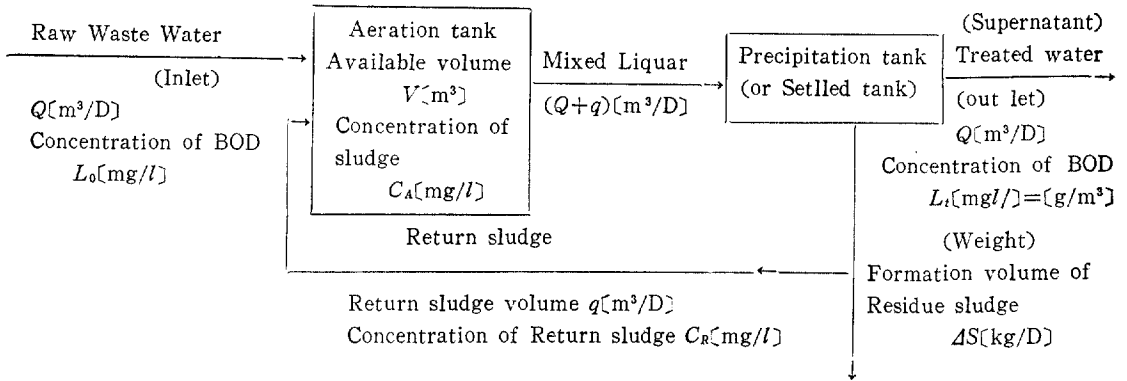 Raw Waste Water
(Inlet)
Q〔m³/D〕
Concentration of BOD
L₀〔mg/l〕
Aeration tank
Available volume
V〔m³〕
Concentration of
sludge
C_A〔mg/l〕
Mixed Liquar
(Q+q)〔m³/D〕
Precipitation tank
(or Setlled tank)
(Supernatant)
Treated water
(out let)
Q〔m³/D〕
Concentration of BOD
L_t〔mgl/〕=〔g/m³〕
Return sludge
Return sludge volume q〔m³/D〕
Concentration of Return sludge C_R〔mg/l〕
(Weight)
Formation volume of
Residue sludge
ΔS〔kg/D〕